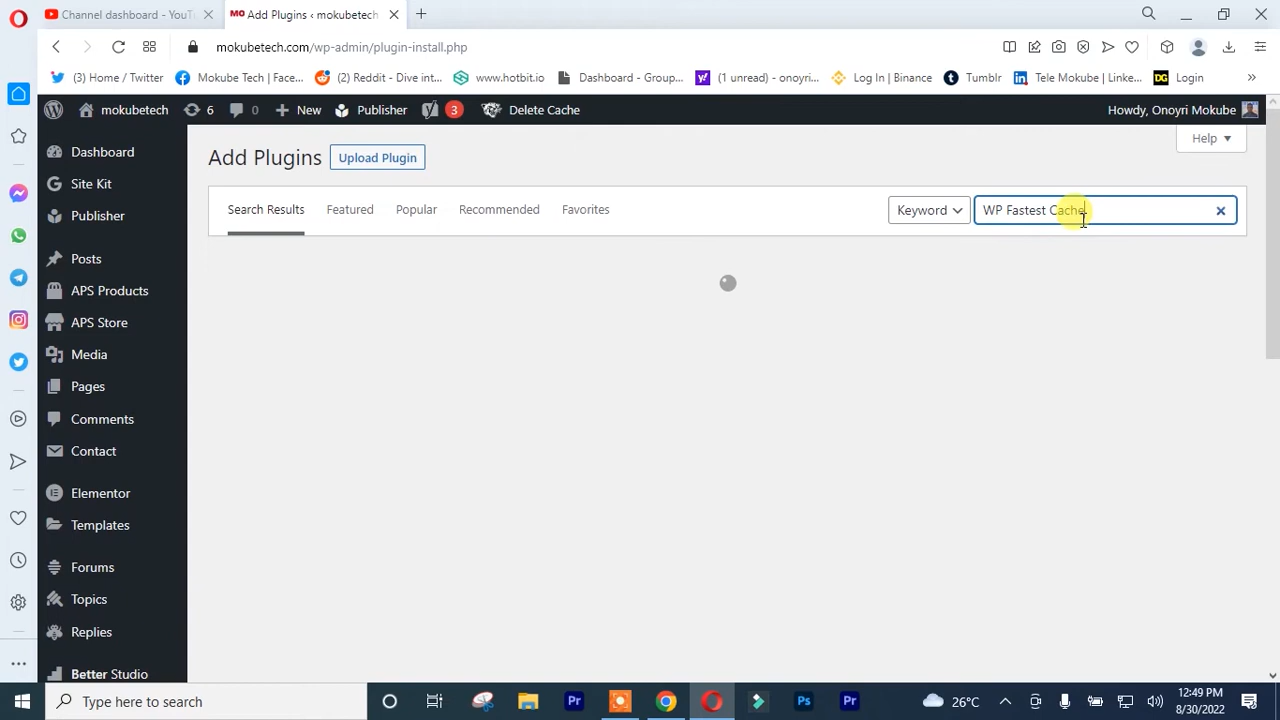 Channel dashboard - YouT
MO Add Plugins ‹ mokubetech
mokubetech.com/wp-admin/plugin-install.php
(3) Home / Twitter
Mokube Tech | Face...
(2) Reddit - Dive int...
www.hotbit.io
Dashboard - Group...
(1 unread) - onoyri...
Log In | Binance
Tumblr
Tele Mokube | Linke...
DG Login
mokubetech 6 0 New Publisher 3 Delete Cache Howdy, Onoyri Mokube
Help
Dashboard
Site Kit
Publisher
Posts
APS Products
APS Store
Media
Pages
Comments
Contact
Elementor
Templates
Forums
Topics
Replies
Better Studio
Add Plugins Upload Plugin
Search Results Featured Popular Recommended Favorites Keyword WP Fastest Cache
Type here to search
Pr
Ps
Pr
26°C
12:49 PM
8/30/2022